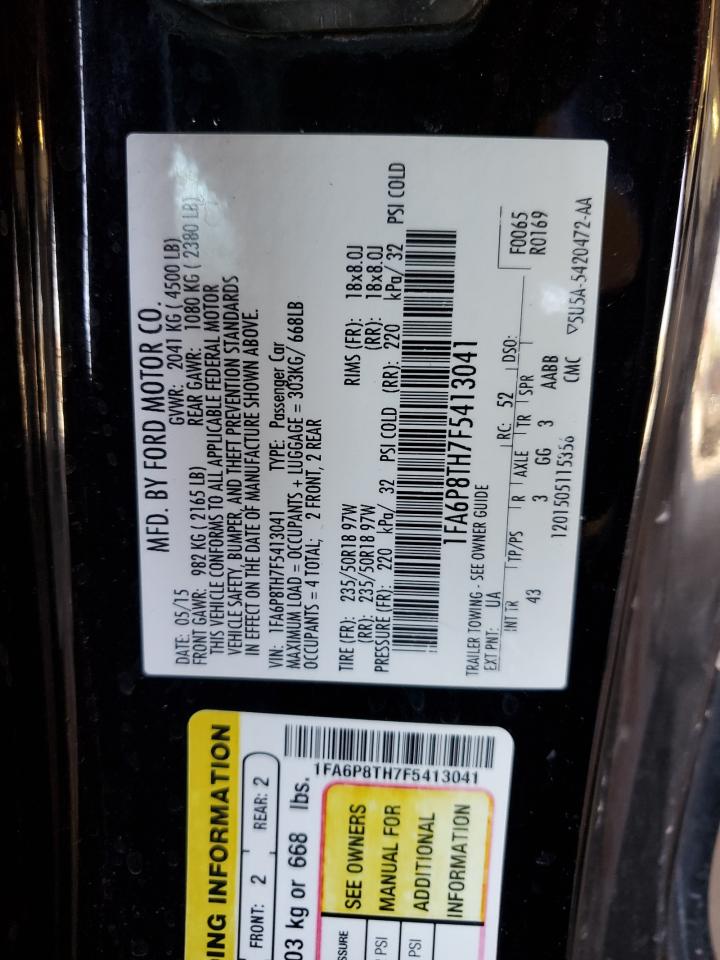 MFD. BY FORD MOTOR CO.
DATE: 05/15 GVWR: 2041 KG ( 4500 LB)
FRONT GAWR: 982 KG ( 2165 LB) REAR GAWR: 1080 KG ( 2380 LB)
THIS VEHICLE CONFORMS TO ALL APPLICABLE FEDERAL MOTOR
VEHICLE SAFETY, BUMPER, AND THEFT PREVENTION STANDARDS
IN EFFECT ON THE DATE OF MANUFACTURE SHOWN ABOVE.
VIN: 1FA6P8TH7F5413041 TYPE: Passenger Car
MAXIMUM LOAD = OCCUPANTS + LUGGAGE = 303KG/ 668LB
OCCUPANTS = 4 TOTAL; 2 FRONT, 2 REAR
TIRE (FR): 235/50R18 97W RIMS (FR): 18x8.0J
(RR): 235/50R18 97W (RR): 18x8.0J
PRESSURE (FR): 220 kPa/ 32 PSI COLD (RR): 220 kPa/ 32 PSI COLD
1FA6P8TH7F5413041
TRAILER TOWING - SEE OWNER GUIDE
EXT PNT: UA RC: 52 DSO: F0065
R0169
INT TR TP/PS R AXLE TR SPR
43 3 GG 3 AABB
1201505115356 CMC
▽5U5A-5420472-AA
ING INFORMATION
FRONT: 2 REAR: 2
03 kg or 668 lbs.
1FA6P8TH7F5413041
SSURE
PSI
PSI
SEE OWNERS
MANUAL FOR
ADDITIONAL
INFORMATION